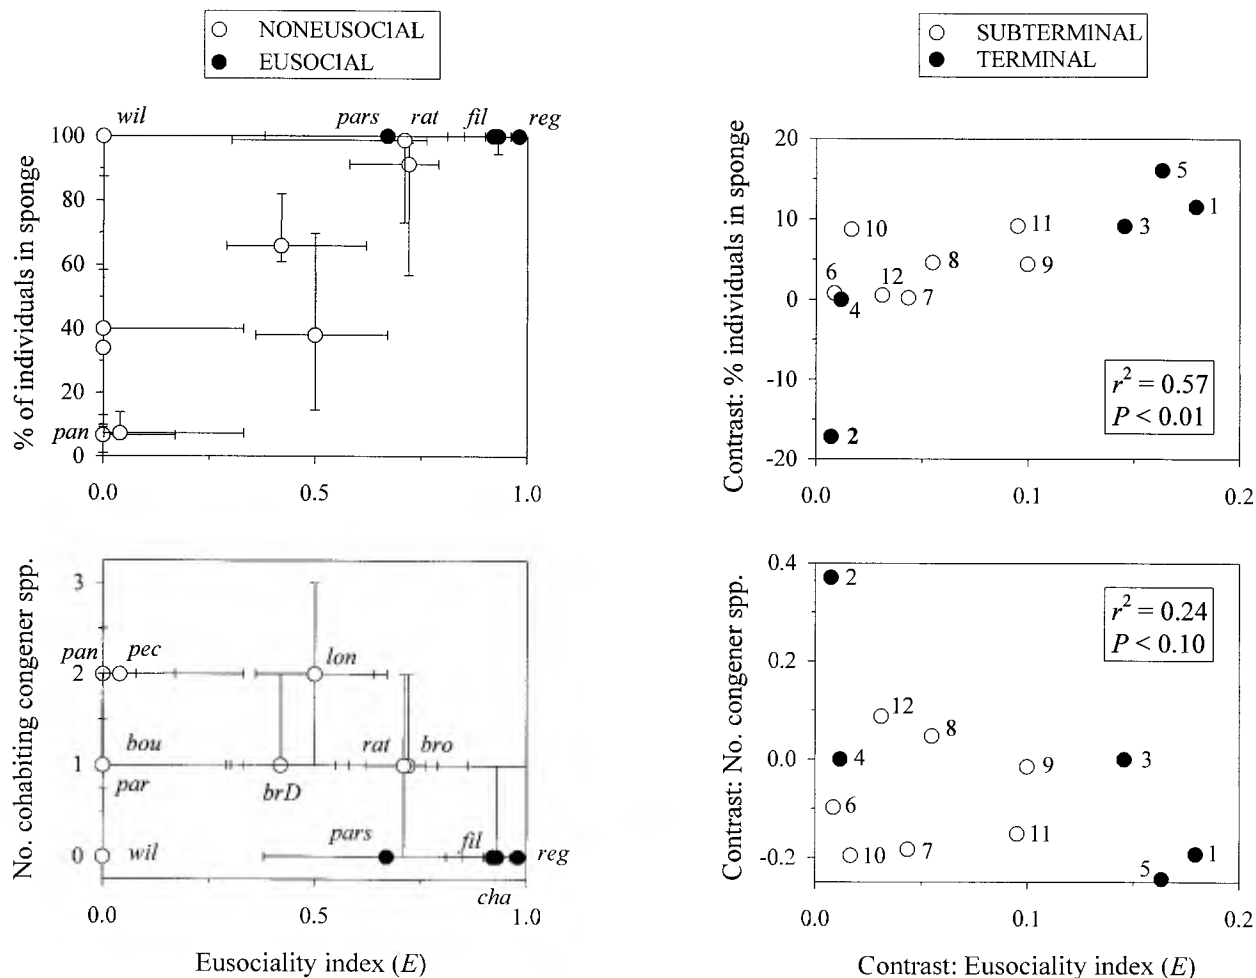 NONEUSOCIAL
EUSOCIAL
wil
pars
rat
fil
reg
100
80
60
40
20
0
pan
% of individuals in sponge
0.0
0.5
1.0
SUBTERMINAL
TERMINAL
20
10
0
-10
-20
Contrast: % individuals in sponge
5
1
3
10
11
6
12
8
9
7
4
2
r² = 0.57
P < 0.01
0.0
0.1
0.2
No. cohabiting congener spp.
3
2
1
0
pan
pec
lon
bou
rat
bro
par
brD
pars
wil
fil
reg
cha
0.0
0.5
1.0
Eusociality index (E)
Contrast: No. congener spp.
0.4
0.2
0.0
-0.2
2
r² = 0.24
P < 0.10
12
8
4
9
3
6
11
10
7
5
1
0.0
0.1
0.2
Contrast: Eusociality index (E)